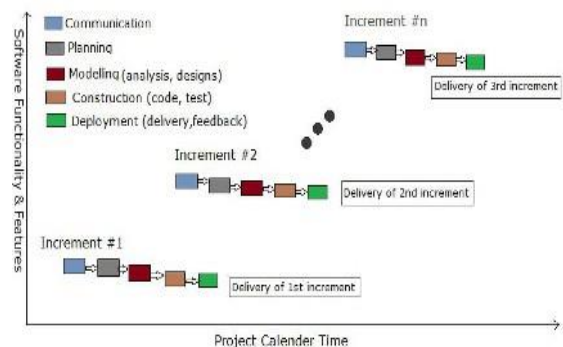 Increment #n
Communication
Planning
Modelling (analysis, designs)
Construction (code, test)
Deployment (delivery,feedback)
Delivery of 3rd increment
Increment #2
Delivery of 2nd increment
Increment #1
Delivery of 1st increment
Software Functionality & Features
Project Calender Time